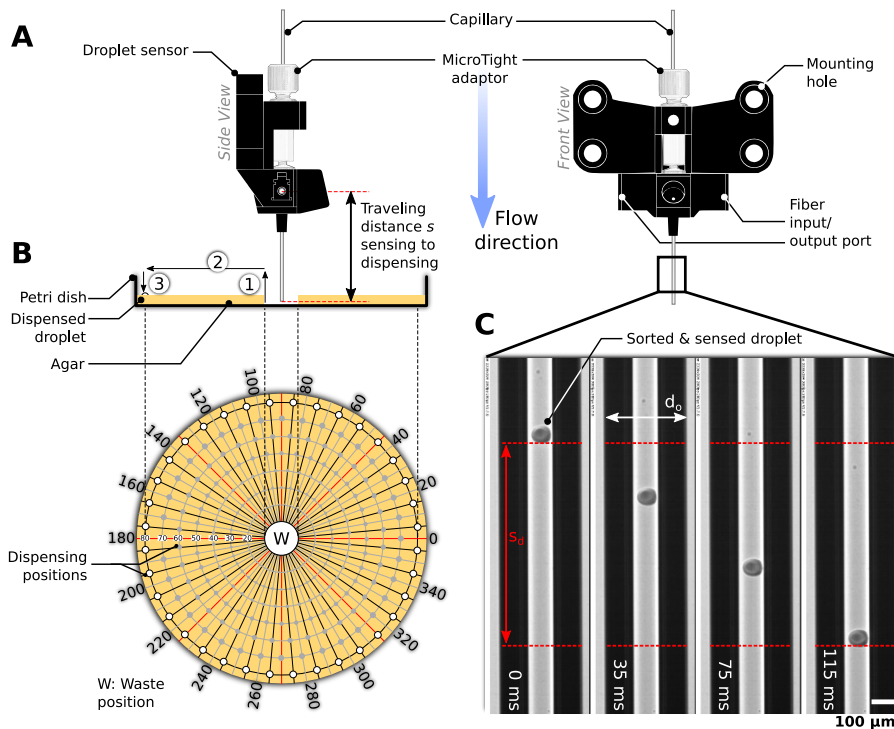 A
Capillary
Droplet sensor
MicroTight
adaptor
Mounting
hole
Side View
Front View
Traveling
distance s
sensing to
dispensing
Flow
direction
Fiber
input/
output port
B
2
3
1
Petri dish
Dispensed
droplet
Agar
100
80
120
60
140
40
160
20
180
80 70 60 50 40 30 20
W
0
Dispensing
positions
200
340
220
320
240
300
260
280
W: Waste
position
C
Sorted & sensed droplet
d₀
s_d
0 ms
35 ms
75 ms
115 ms
100 µm